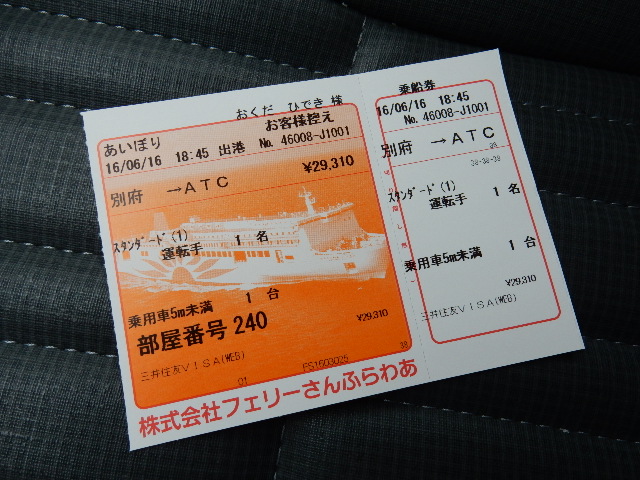 おくだ ひでき 様
お客様控え
あいぼり
16/06/16 18:45 出港 No. 46008-J1001
別府 →ATC ¥29,310
スタンダード(1)
運転手 1 名
乗用車5m未満 1 台
部屋番号 240 ¥29,310
三井住友VISA(WEB)
01 ES1603025 38
株式会社フェリーさんふらわあ
乗船券
16/06/16 18:45
No. 46008-J1001
別府 →ATC
38-38-39
スタンダード(1)
運転手 1 名
乗用車5m未満 1 台
¥29,310
三井住友VISA(WEB)